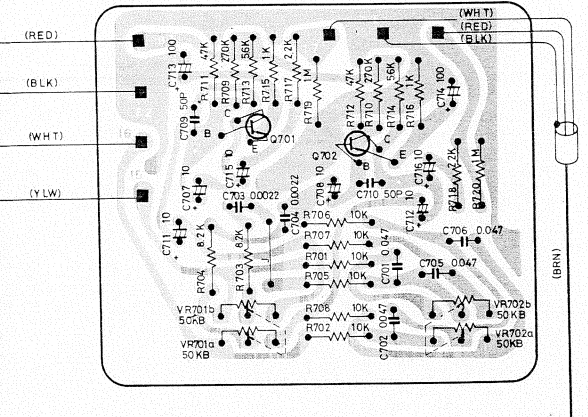 (WHT)
(RED)
(BLK)
(RED)
(BLK)
(WHT)
(YLW)
(BRN)
C713 100
R711 47K
R709 270K
R713 56K
R715 1K
R717 2.2K
R719 1M
R712 47K
R710 270K
R714 56K
R716 1K
C714 100
C709 50P
C
B
E
Q701
Q702
C
E
B
C715 10
C707 10
C703 0.0022
C704 0.0022
C708 10
C710 50P
C716 10
C712 10
R718 2.2K
R720 1M
C711 10
R704 8.2K
R703 8.2K
R706 10K
R707 10K
R701 10K
R705 10K
C701 0.047
C706 0.047
C705 0.047
R708 10K
R702 10K
C702 0.047
VR701b
50KB
VR701a
50KB
VR702b
50KB
VR702a
50KB